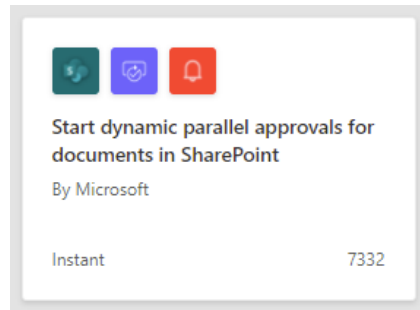 Start dynamic parallel approvals for
documents in SharePoint
By Microsoft
Instant 7332